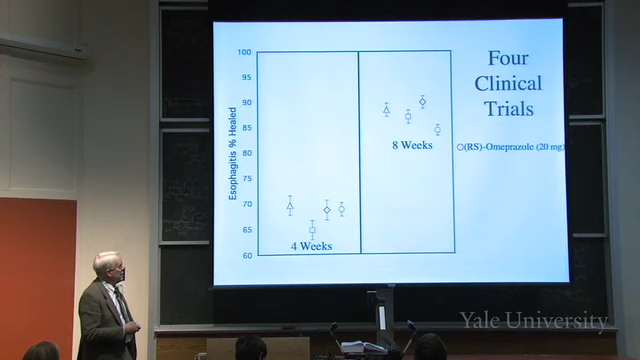 Four
Clinical
Trials
(RS)-Omeprazole (20 mg)
Esophagitis % Healed
100
95
90
85
80
75
70
65
60
8 Weeks
4 Weeks
Yale University